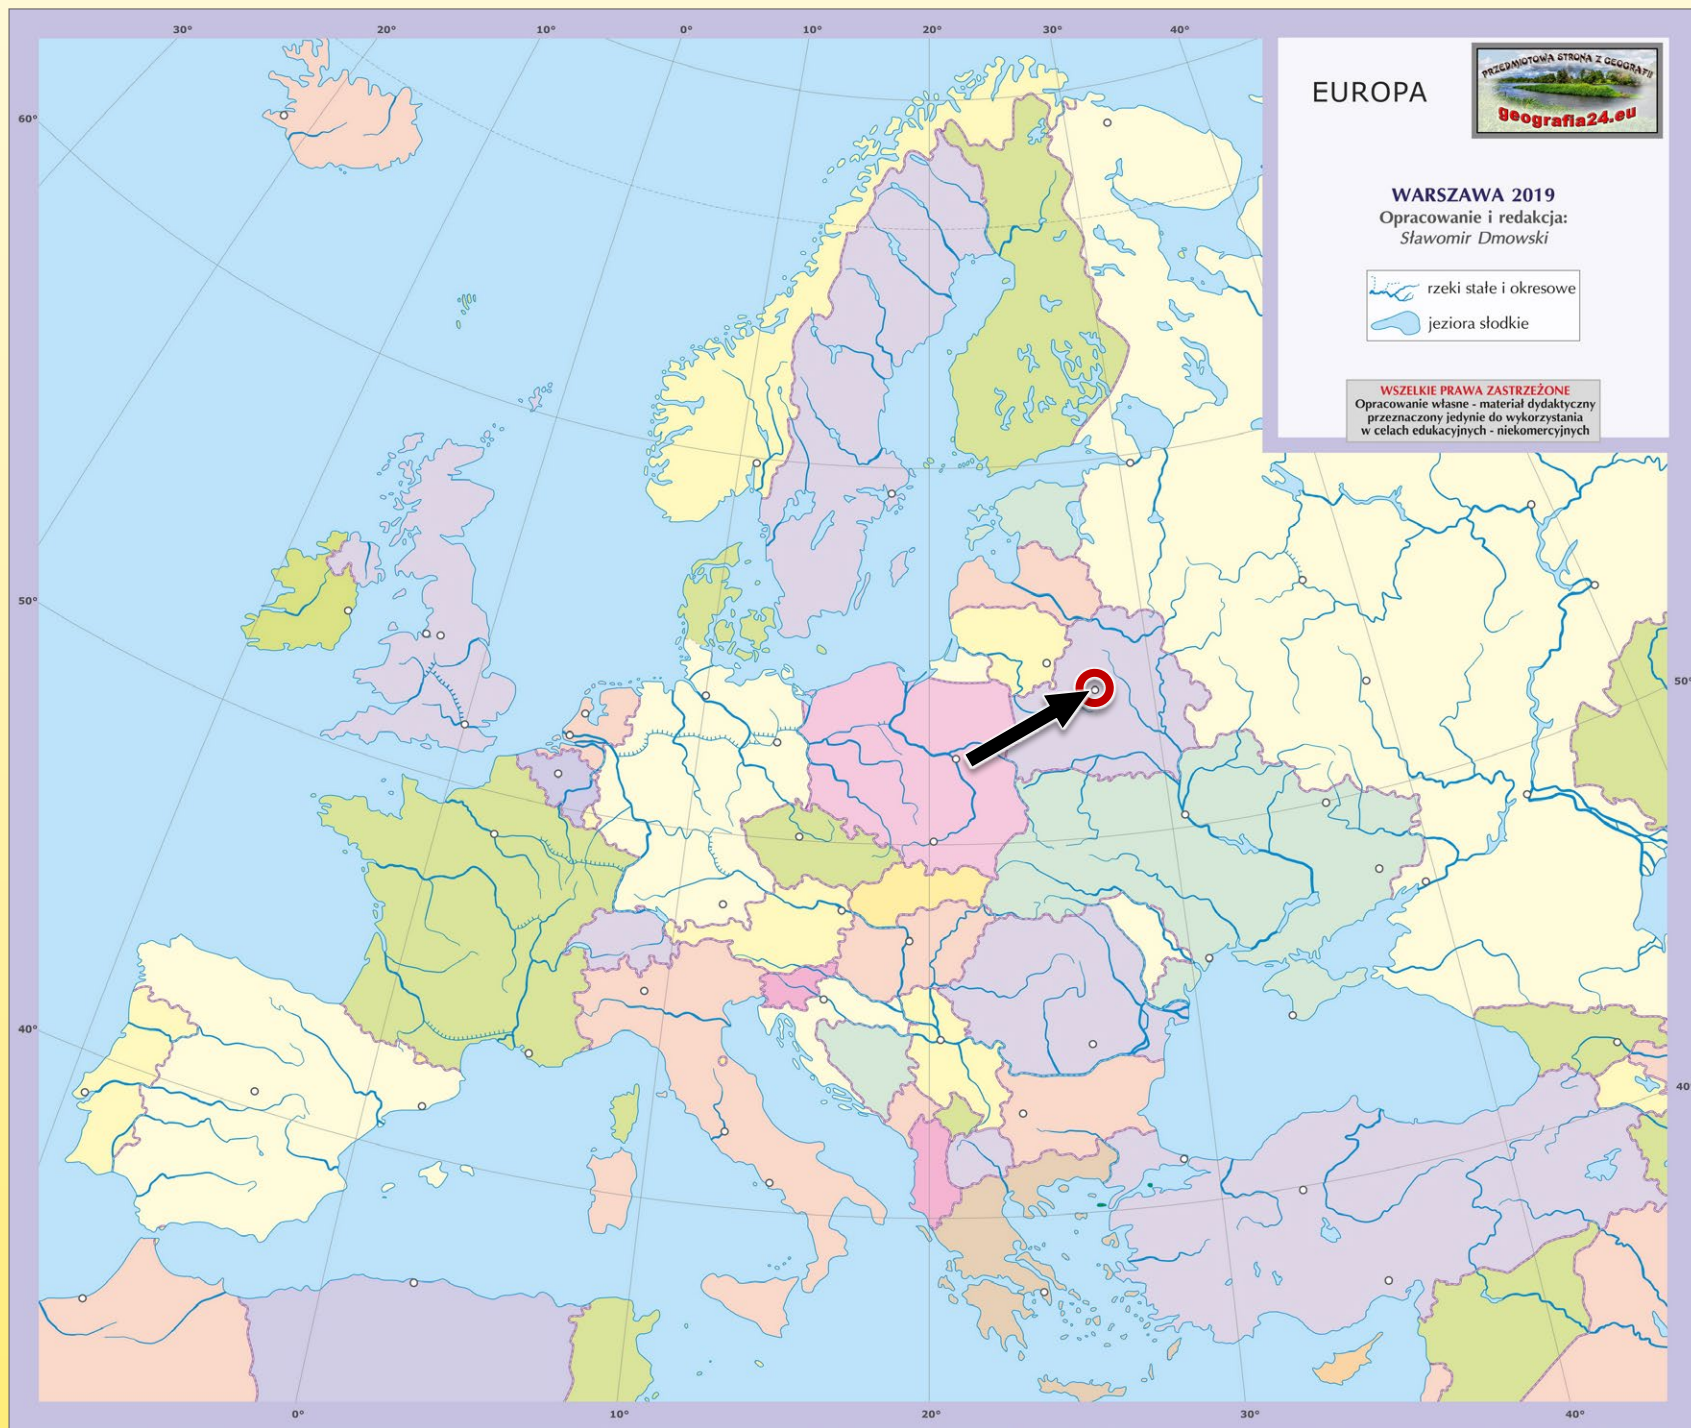 30°
20°
10°
0°
10°
20°
30°
40°
EUROPA
PRZEDMIOTOWA STRONA Z GEOGRAFII
geografia24.eu
60°
WARSZAWA 2019
Opracowanie i redakcja:
Sławomir Dmowski
rzeki stałe i okresowe
jeziora słodkie
WSZELKIE PRAWA ZASTRZEŻONE
Opracowanie własne - materiał dydaktyczny
przeznaczony jedynie do wykorzystania
w celach edukacyjnych - niekomercyjnych
50°
50°
40°
40°
0°
10°
20°
30°
40°